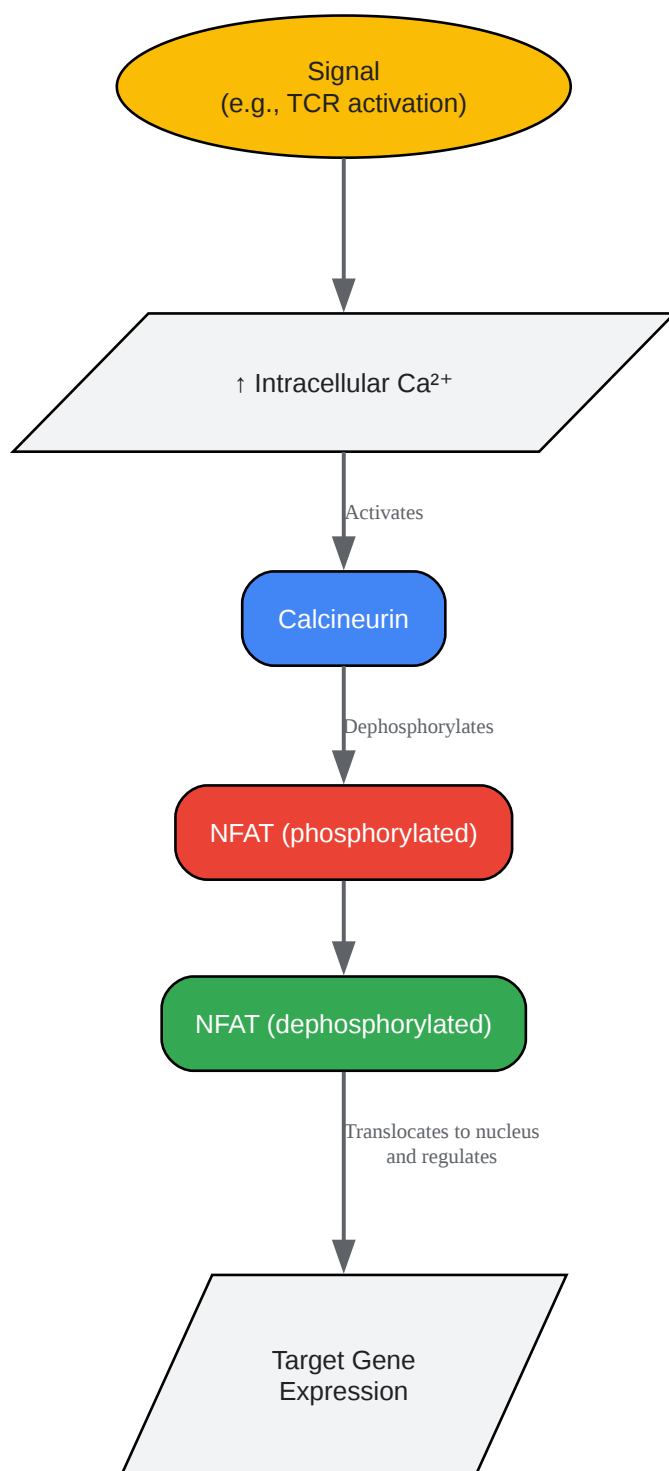 Signal
(e.g., TCR activation)
↑ Intracellular Ca²⁺
Activates
Calcineurin
Dephosphorylates
NFAT (phosphorylated)
NFAT (dephosphorylated)
Translocates to nucleus
and regulates
Target Gene
Expression